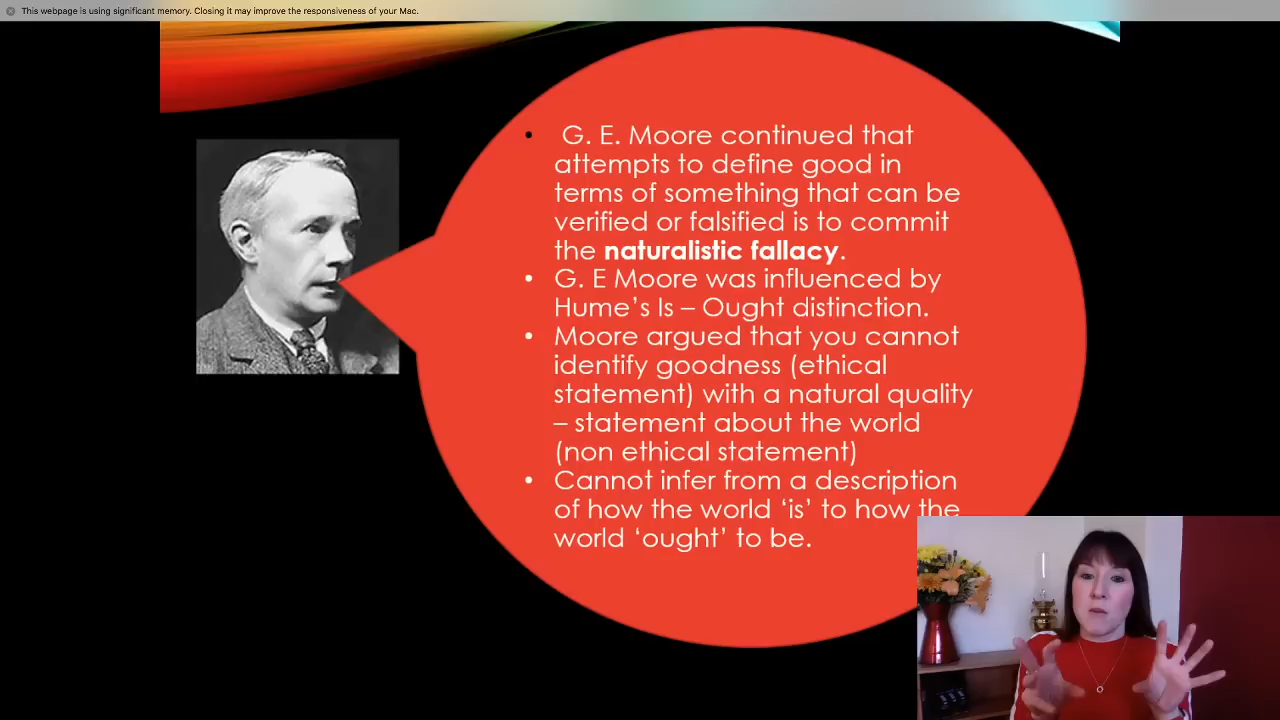 This webpage is using significant memory. Closing it may improve the responsiveness of your Mac.
• G. E. Moore continued that
attempts to define good in
terms of something that can be
verified or falsified is to commit
the naturalistic fallacy.
• G. E Moore was influenced by
Hume's Is – Ought distinction.
• Moore argued that you cannot
identify goodness (ethical
statement) with a natural quality
– statement about the world
(non ethical statement)
• Cannot infer from a description
of how the world 'is' to how the
world 'ought' to be.